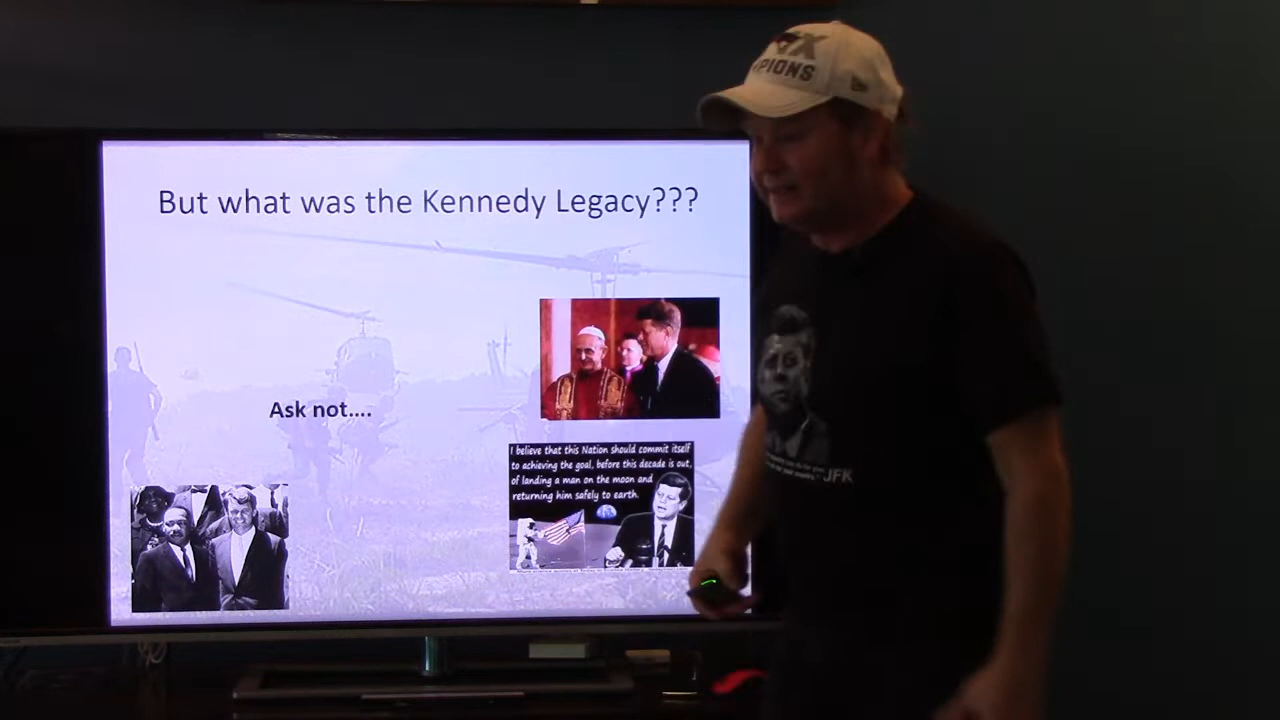 But what was the Kennedy Legacy???
Ask not....
I believe that this Nation should commit itself
to achieving the goal, before this decade is out,
of landing a man on the moon and
returning him safely to earth.
PIONS
JFK